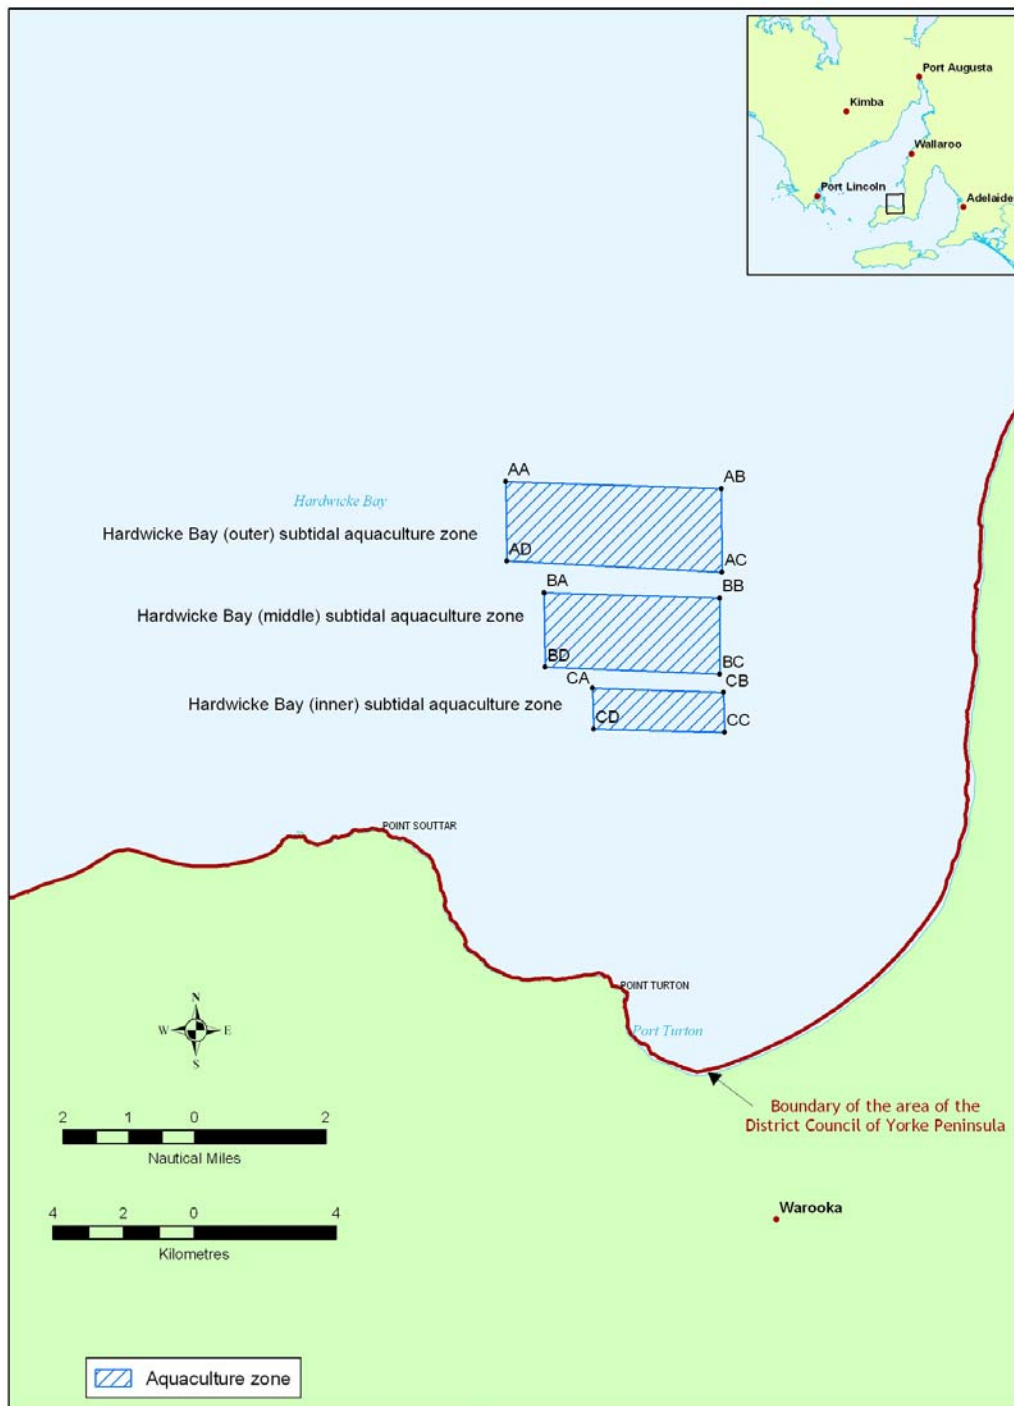 Port Augusta
Kimba
Wallaroo
Port Lincoln
Adelaide
AA
AB
Hardwicke Bay
Hardwicke Bay (outer) subtidal aquaculture zone
AD
AC
BA
BB
Hardwicke Bay (middle) subtidal aquaculture zone
BD
BC
CA
CB
Hardwicke Bay (inner) subtidal aquaculture zone
CD
CC
POINT SOUTTAR
POINT TURTON
N
W E
S
Port Turton
2 1 0 2
Nautical Miles
Boundary of the area of the
District Council of Yorke Peninsula
4 2 0 4
Kilometres
Warooka
Aquaculture zone